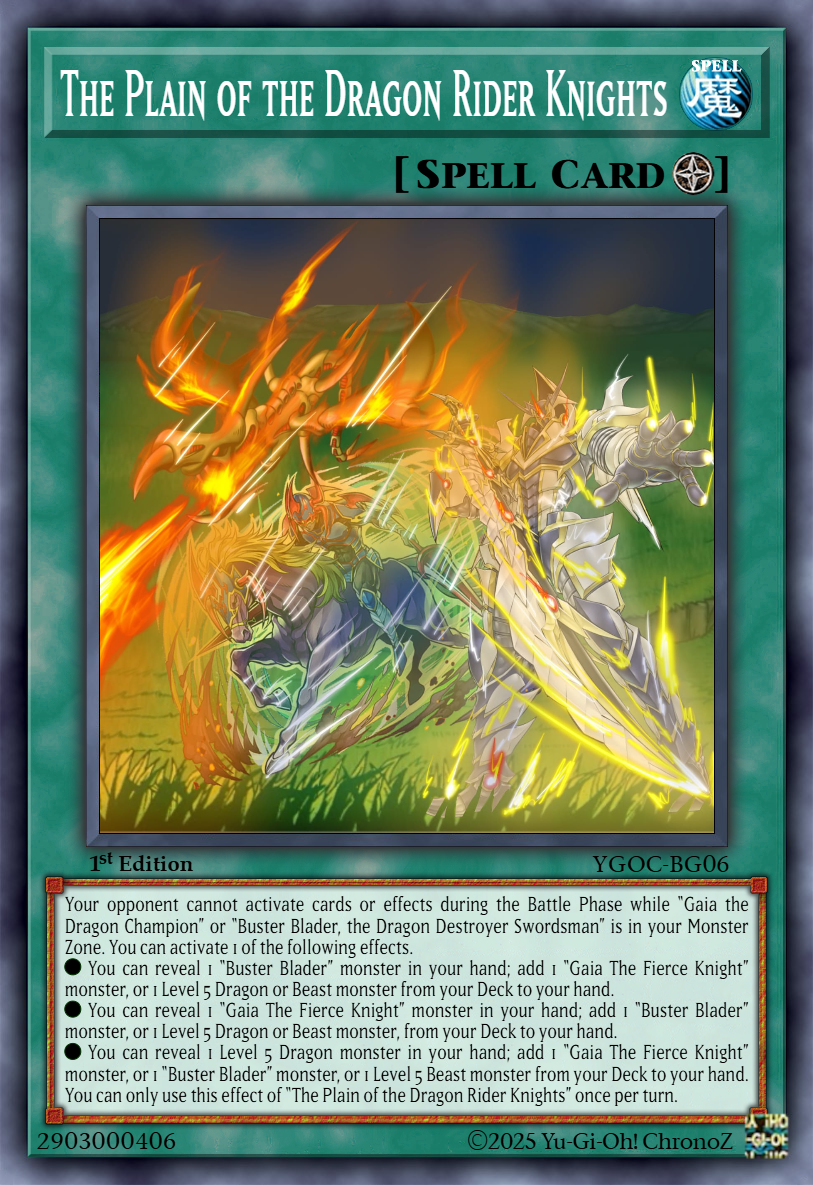 The Plain of the Dragon Rider Knights
SPELL
魔
[Spell Card]
1st Edition
YGOC-BG06
Your opponent cannot activate cards or effects during the Battle Phase while "Gaia the
Dragon Champion" or "Buster Blader, the Dragon Destroyer Swordsman" is in your Monster
Zone. You can activate 1 of the following effects.
● You can reveal 1 "Buster Blader" monster in your hand; add 1 "Gaia The Fierce Knight"
monster, or 1 Level 5 Dragon or Beast monster from your Deck to your hand.
● You can reveal 1 "Gaia The Fierce Knight" monster in your hand; add 1 "Buster Blader"
monster, or 1 Level 5 Dragon or Beast monster, from your Deck to your hand.
● You can reveal 1 Level 5 Dragon monster in your hand; add 1 "Gaia The Fierce Knight"
monster, or 1 "Buster Blader" monster, or 1 Level 5 Beast monster from your Deck to your hand.
You can only use this effect of "The Plain of the Dragon Rider Knights" once per turn.
2903000406
©2025 Yu-Gi-Oh! ChronoZ